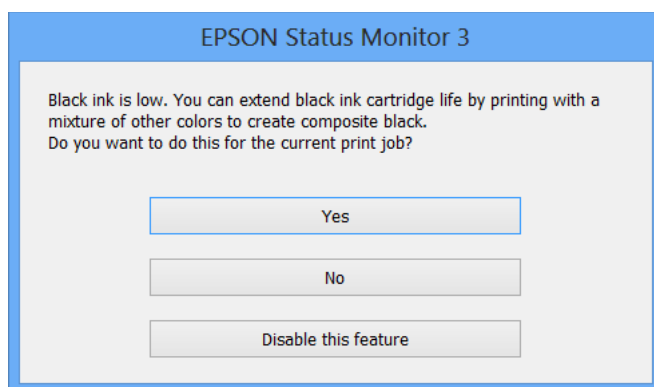 EPSON Status Monitor 3
Black ink is low. You can extend black ink cartridge life by printing with a
mixture of other colors to create composite black.
Do you want to do this for the current print job?
Yes
No
Disable this feature